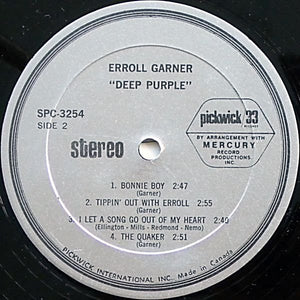 ERROLL GARNER
"DEEP PURPLE"
SPC-3254
SIDE 2
stereo
pickwick 33
RECORDS
BY ARRANGEMENT WITH
MERCURY
RECORD
PRODUCTIONS
INC.
1. BONNIE BOY 2:47
(Garner)
2. TIPPIN' OUT WITH ERROLL 2:55
(Garner)
3. I LET A SONG GO OUT OF MY HEART 2:40
(Ellington - Mills - Redmond - Nemo)
4. THE QUAKER 2:51
(Garner)
PICKWICK INTERNATIONAL INC. Made in Canada